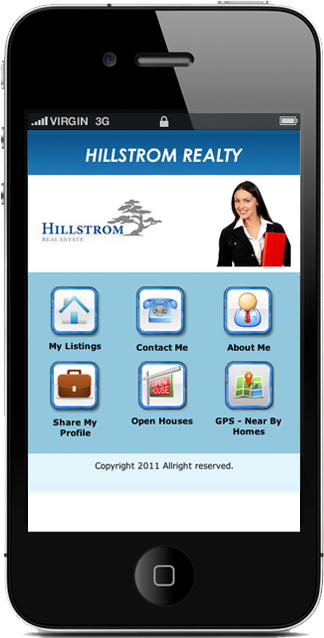 VIRGIN 3G
HILLSTROM REALTY
HILLSTROM
REAL ESTATE
My Listings
Contact Me
About Me
OPEN
HOUSE
Share My
Profile
Open Houses
GPS - Near By
Homes
Copyright 2011 Allright reserved.